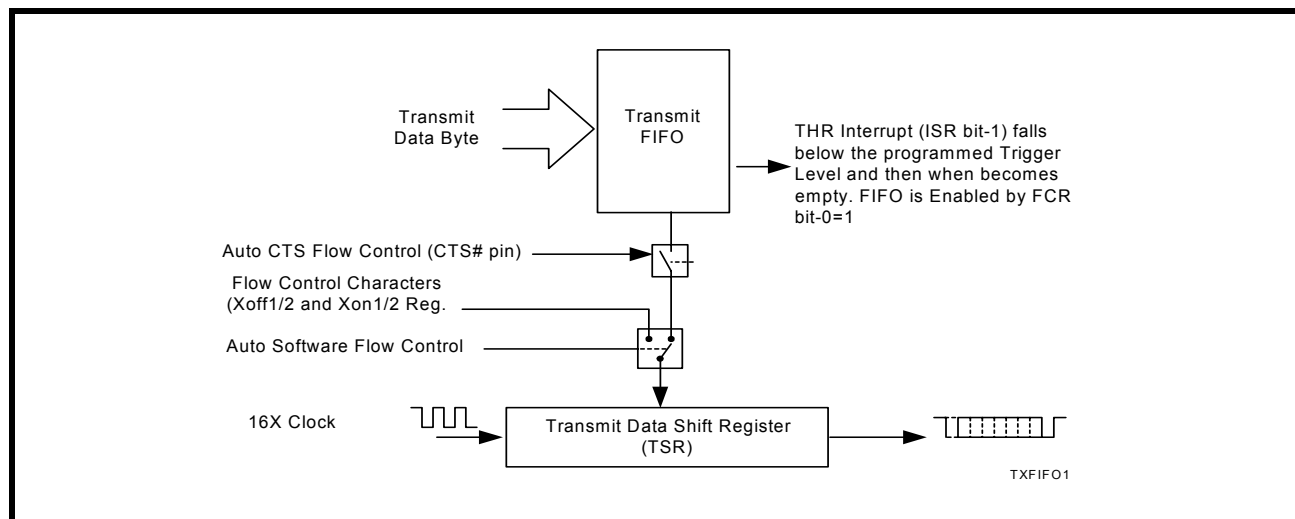 Transmit
Data Byte
Transmit
FIFO
THR Interrupt (ISR bit-1) falls
below the programmed Trigger
Level and then when becomes
empty. FIFO is Enabled by FCR
bit-0=1
Auto CTS Flow Control (CTS# pin)
Flow Control Characters
(Xoff1/2 and Xon1/2 Reg.
Auto Software Flow Control
16X Clock
Transmit Data Shift Register
(TSR)
TXFIFO1